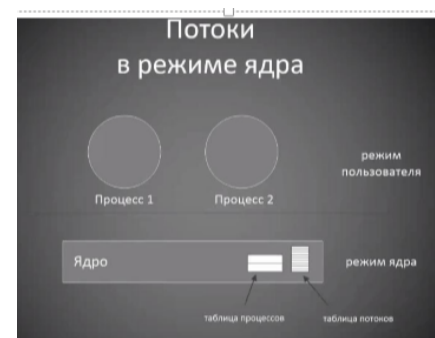 Потоки
в режиме ядра
режим
пользователя
Процесс 1
Процесс 2
Ядро
режим ядра
таблица процессов
таблица потоков